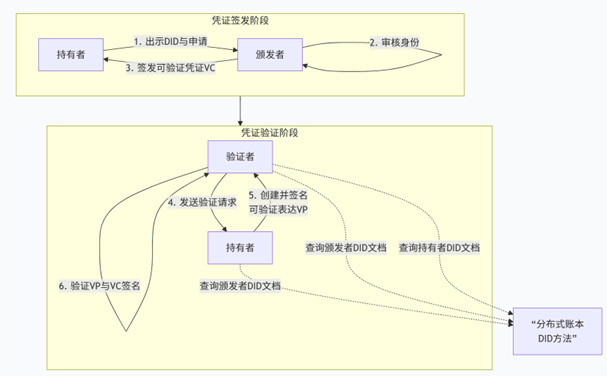 凭证签发阶段
1. 出示DID与申请
2. 审核身份
持有者
颁发者
3. 签发可验证凭证VC
凭证验证阶段
验证者
5. 创建并签名
可验证表达VP
4. 发送验证请求
持有者
查询颁发者DID文档
查询持有者DID文档
6. 验证VP与VC签名
查询颁发者DID文档
“分布式账本
DID方法”